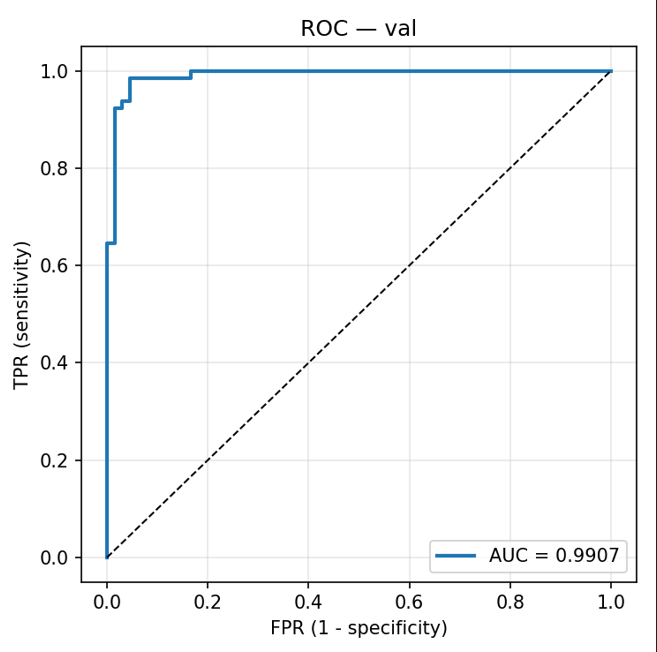 ROC — val
1.0
0.8
0.6
0.4
0.2
0.0
TPR (sensitivity)
AUC = 0.9907
0.0 0.2 0.4 0.6 0.8 1.0
FPR (1 - specificity)